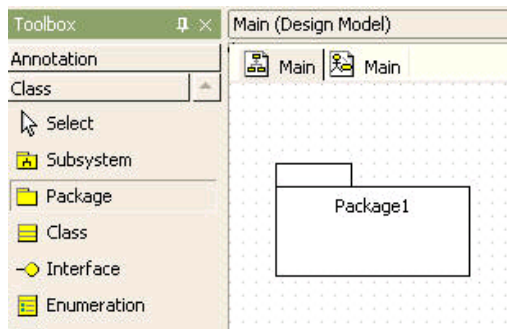 Toolbox
Annotation
Class
Select
Subsystem
Package
Class
Interface
Enumeration
Main (Design Model)
Main Main
Package1